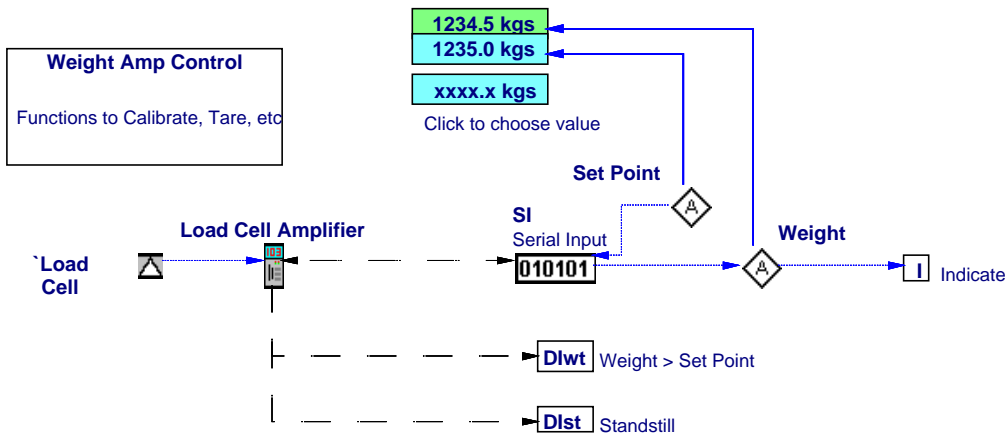 1234.5 kgs
1235.0 kgs
Weight Amp Control
Functions to Calibrate, Tare, etc
xxxx.x kgs
Click to choose value
Set Point
A
SI
Serial Input
Load Cell Amplifier
Weight
`Load
Cell
103
010101
A
I
Indicate
DIwt
Weight > Set Point
DIst
Standstill